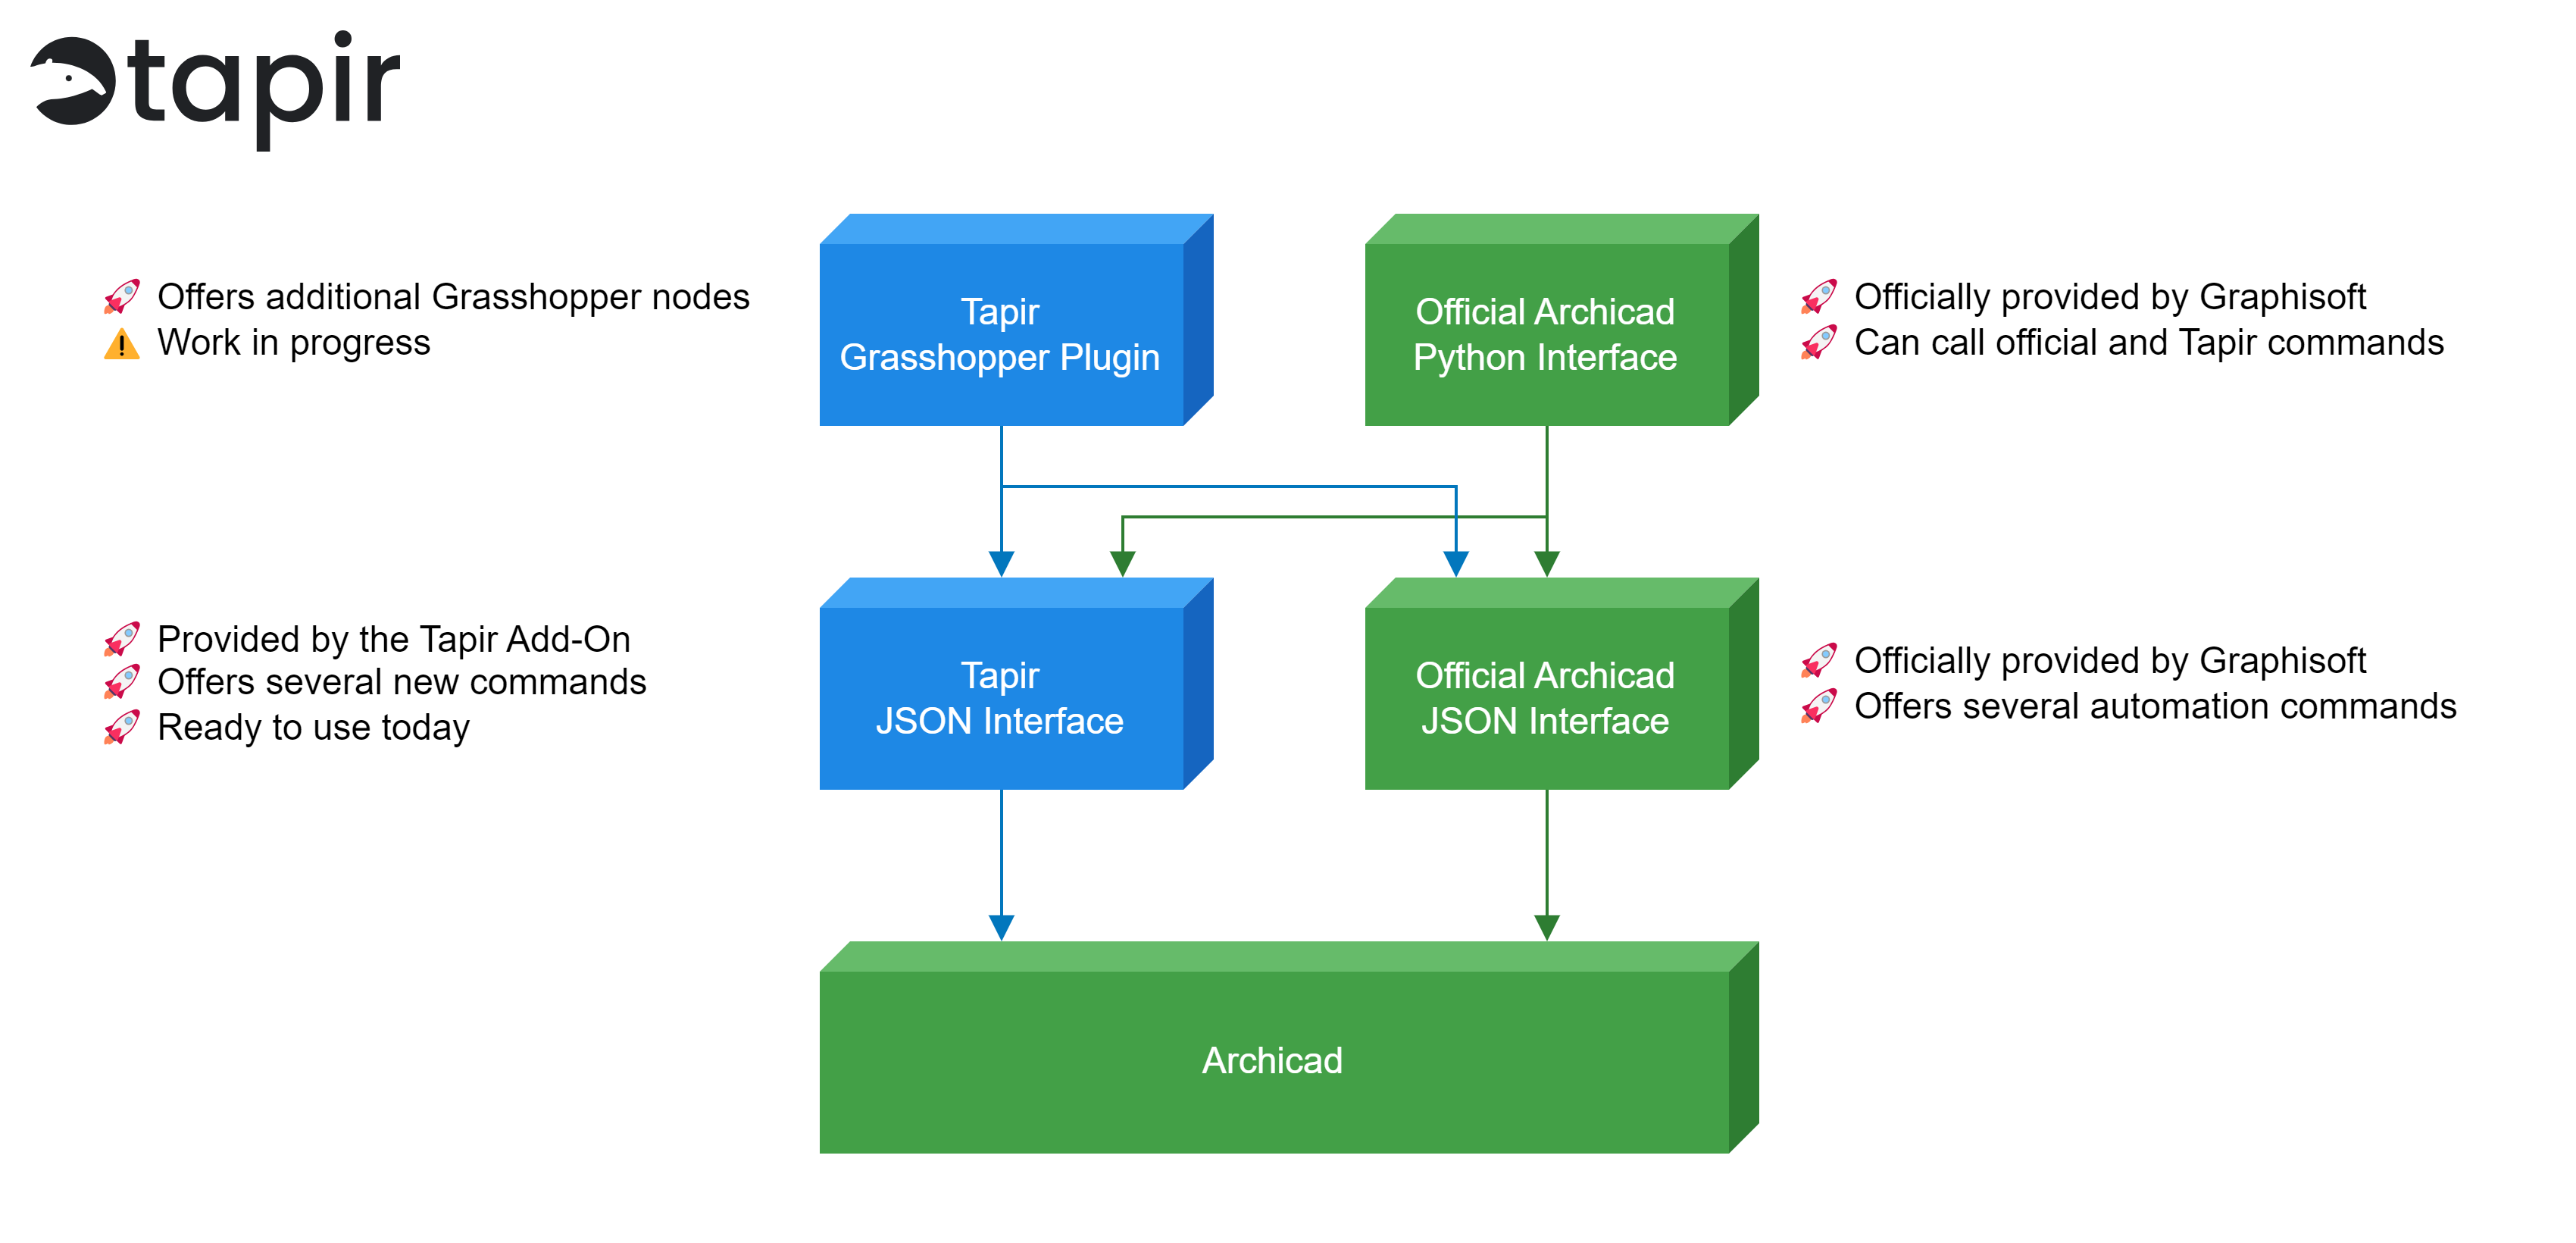 tapir
Offers additional Grasshopper nodes
Work in progress
Tapir
Grasshopper Plugin
Official Archicad
Python Interface
Officially provided by Graphisoft
Can call official and Tapir commands
Provided by the Tapir Add-On
Offers several new commands
Ready to use today
Tapir
JSON Interface
Official Archicad
JSON Interface
Officially provided by Graphisoft
Offers several automation commands
Archicad